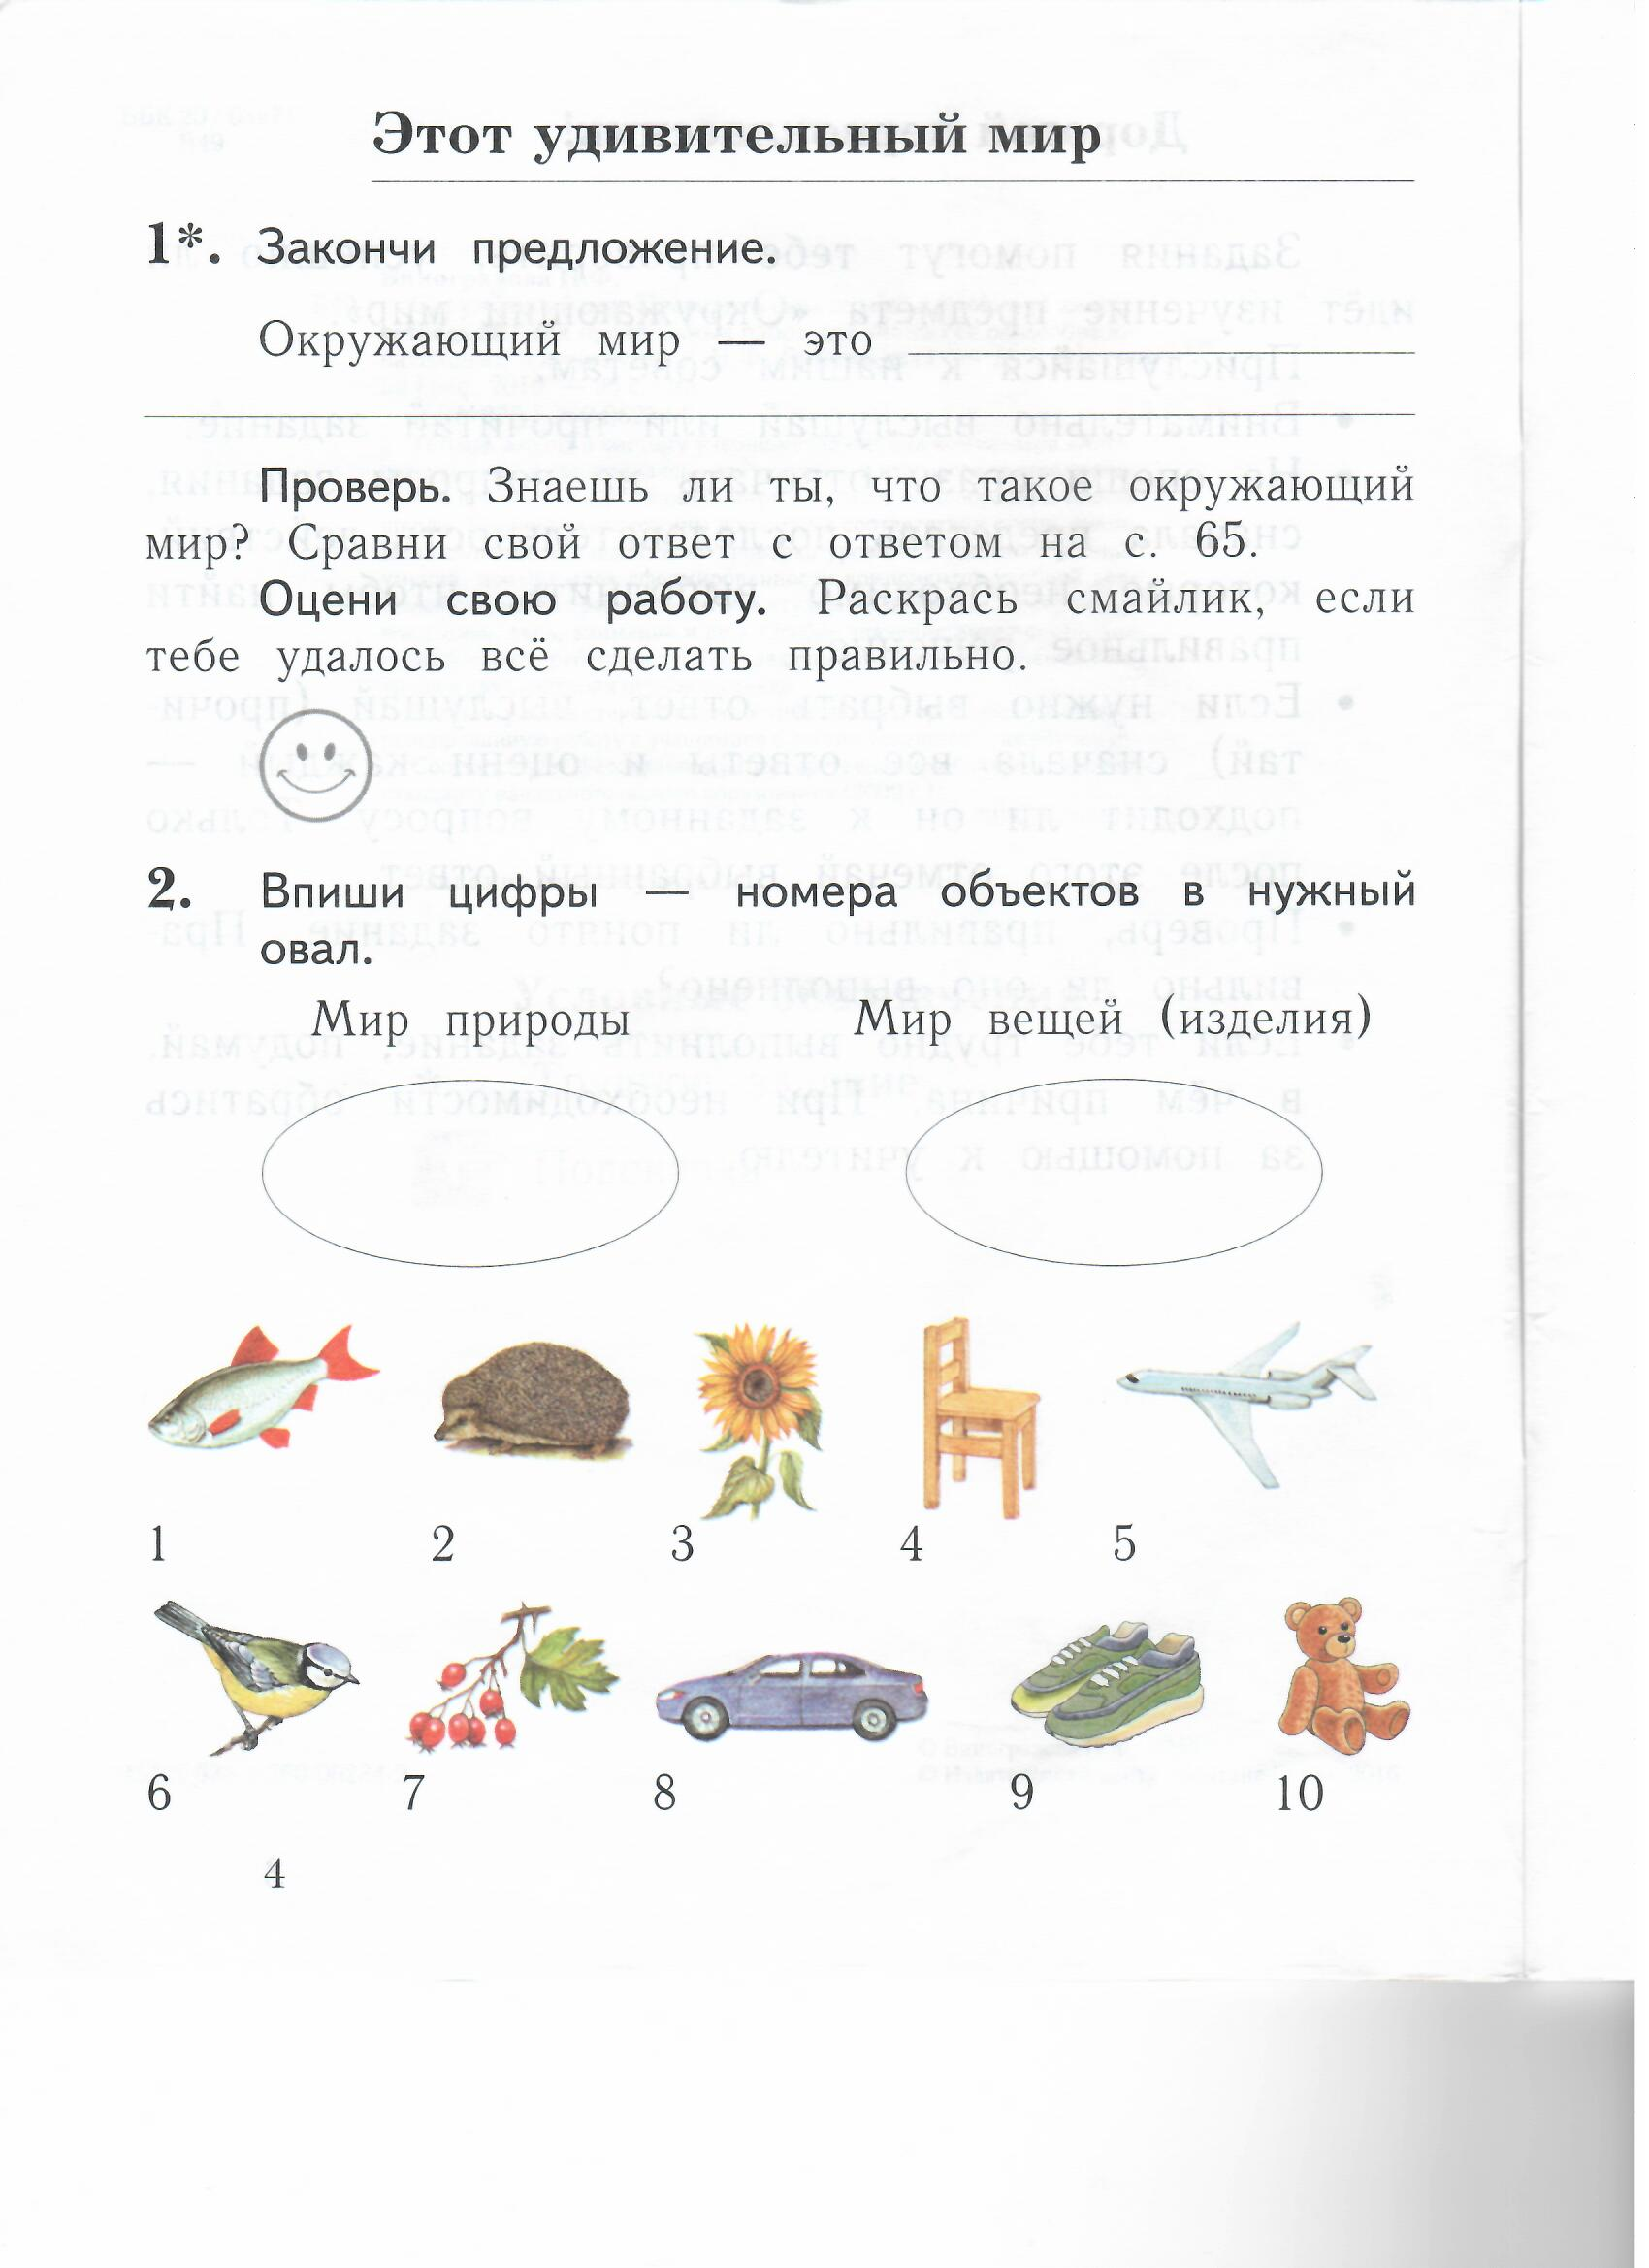 Этот удивительный мир
1*. Закончи предложение.
Окружающий мир — это
Проверь. Знаешь ли ты, что такое окружающий
мир? Сравни свой ответ с ответом на с. 65.
Оцени свою работу. Раскрась смайлик, если
тебе удалось всё сделать правильно.
2. Впиши цифры — номера объектов в нужный
овал.
Мир природы Мир вещей (изделия)
1 2 3 4 5
6 7 8 9 10
4